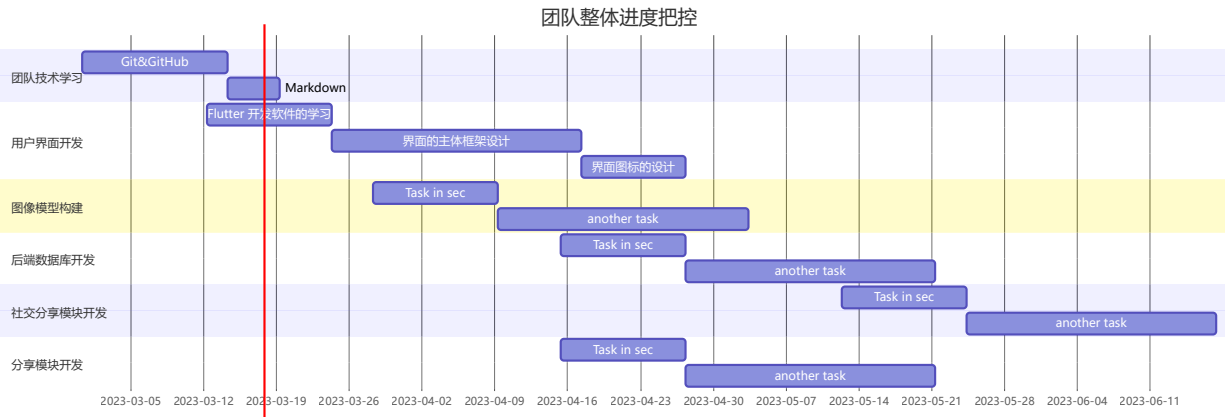 团队整体进度把控
团队技术学习
Git&GitHub
Markdown
用户界面开发
Flutter 开发软件的学习
界面的主体框架设计
界面图标的设计
图像模型构建
Task in sec
another task
后端数据库开发
Task in sec
another task
社交分享模块开发
Task in sec
another task
分享模块开发
Task in sec
another task
2023-03-05 2023-03-12 2023-03-19 2023-03-26 2023-04-02 2023-04-09 2023-04-16 2023-04-23 2023-04-30 2023-05-07 2023-05-14 2023-05-21 2023-05-28 2023-06-04 2023-06-11